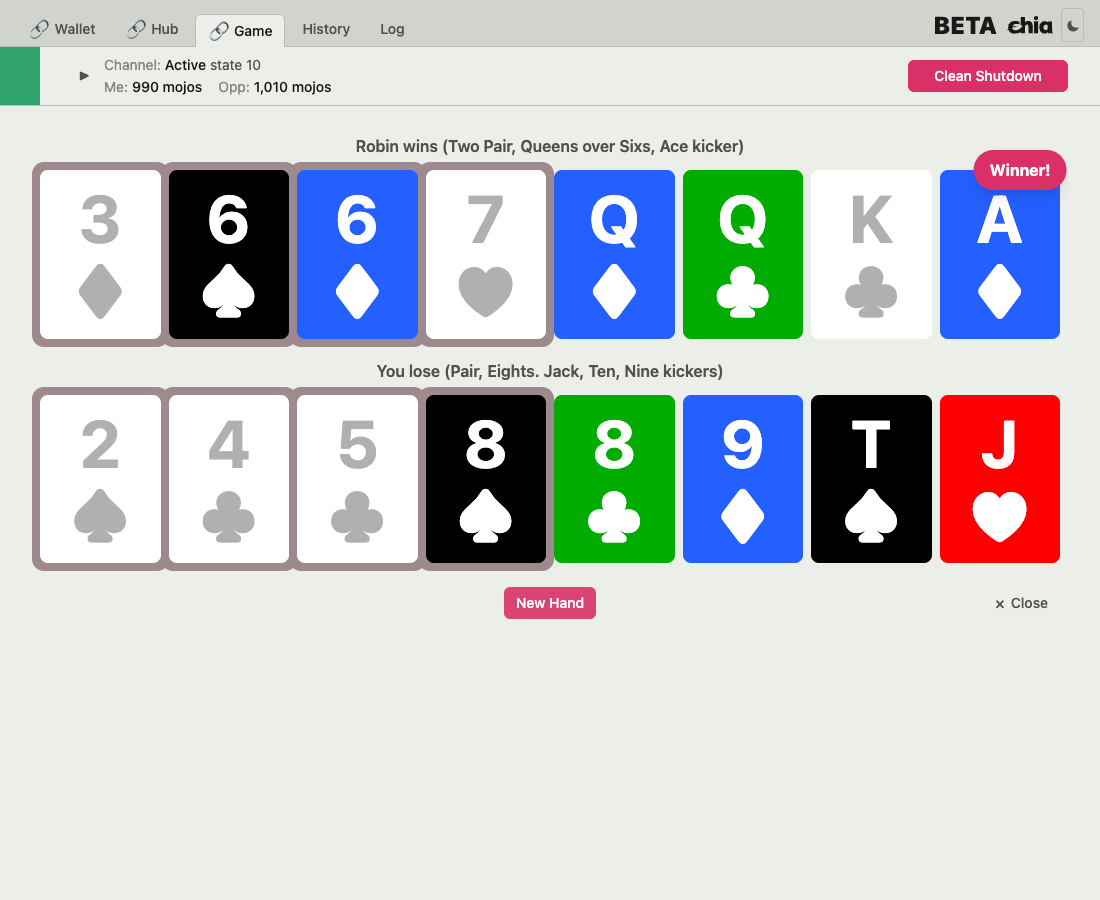 Wallet Hub Game History Log BETA chia
Channel: Active state 10
Me: 990 mojos Opp: 1,010 mojos
Clean Shutdown
Robin wins (Two Pair, Queens over Sixs, Ace kicker)
Winner!
3 6 6 7 Q Q K A
You lose (Pair, Eights. Jack, Ten, Nine kickers)
2 4 5 8 8 9 T J
New Hand
× Close